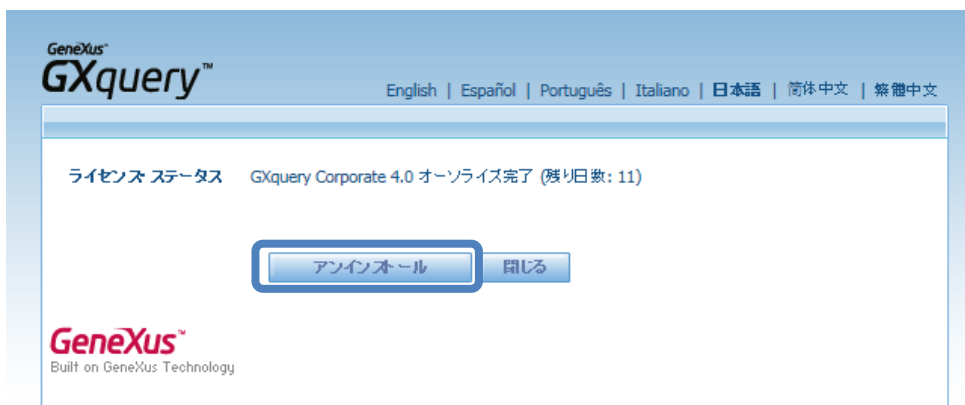 GeneXus™
GXquery™
English | Español | Português | Italiano | 日本語 | 简体中文 | 繁體中文
ライセンス ステータス GXquery Corporate 4.0 オーソライズ完了 (残り日数: 11)
アンインストール 閉じる
GeneXus™
Built on GeneXus Technology